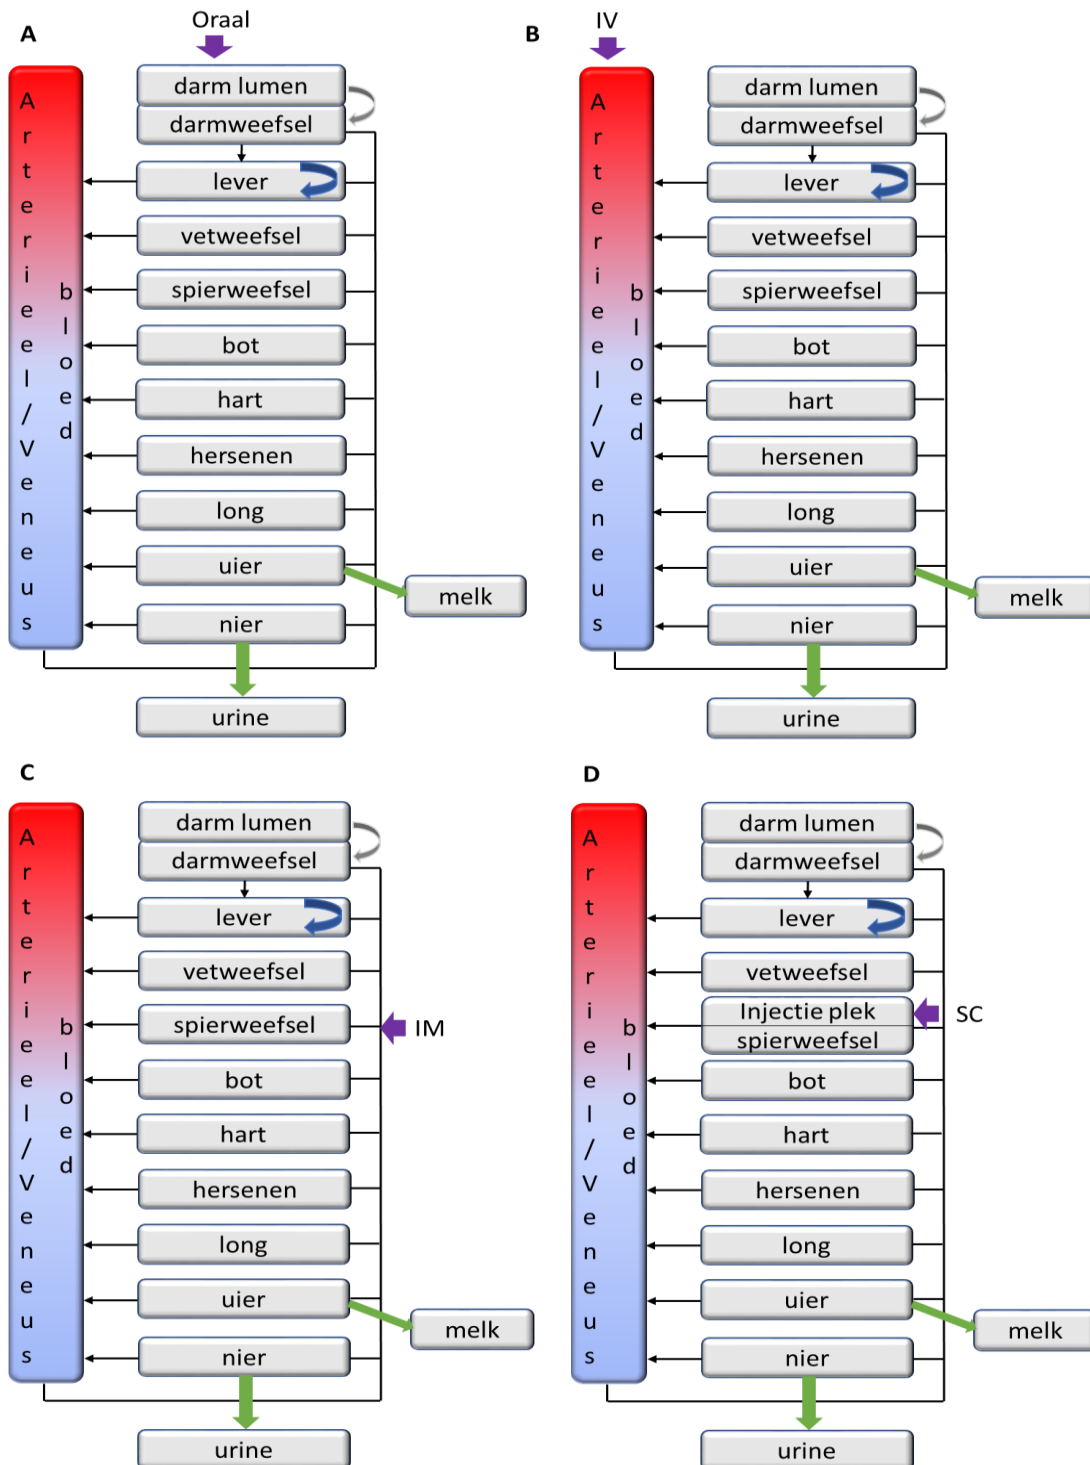 A
Oraal
darm lumen
darmweefsel
lever
vetweefsel
spierweefsel
bot
hart
hersenen
long
uier
melk
nier
urine
Arterieel/Veneus
bloed
B
IV
darm lumen
darmweefsel
lever
vetweefsel
spierweefsel
bot
hart
hersenen
long
uier
melk
nier
urine
Arterieel/Veneus
bloed
C
darm lumen
darmweefsel
lever
vetweefsel
spierweefsel
IM
bot
hart
hersenen
long
uier
melk
nier
urine
Arterieel/Veneus
bloed
D
darm lumen
darmweefsel
lever
vetweefsel
Injectie plek
SC
spierweefsel
bot
hart
hersenen
long
uier
melk
nier
urine
Arterieel/Veneus
bloed